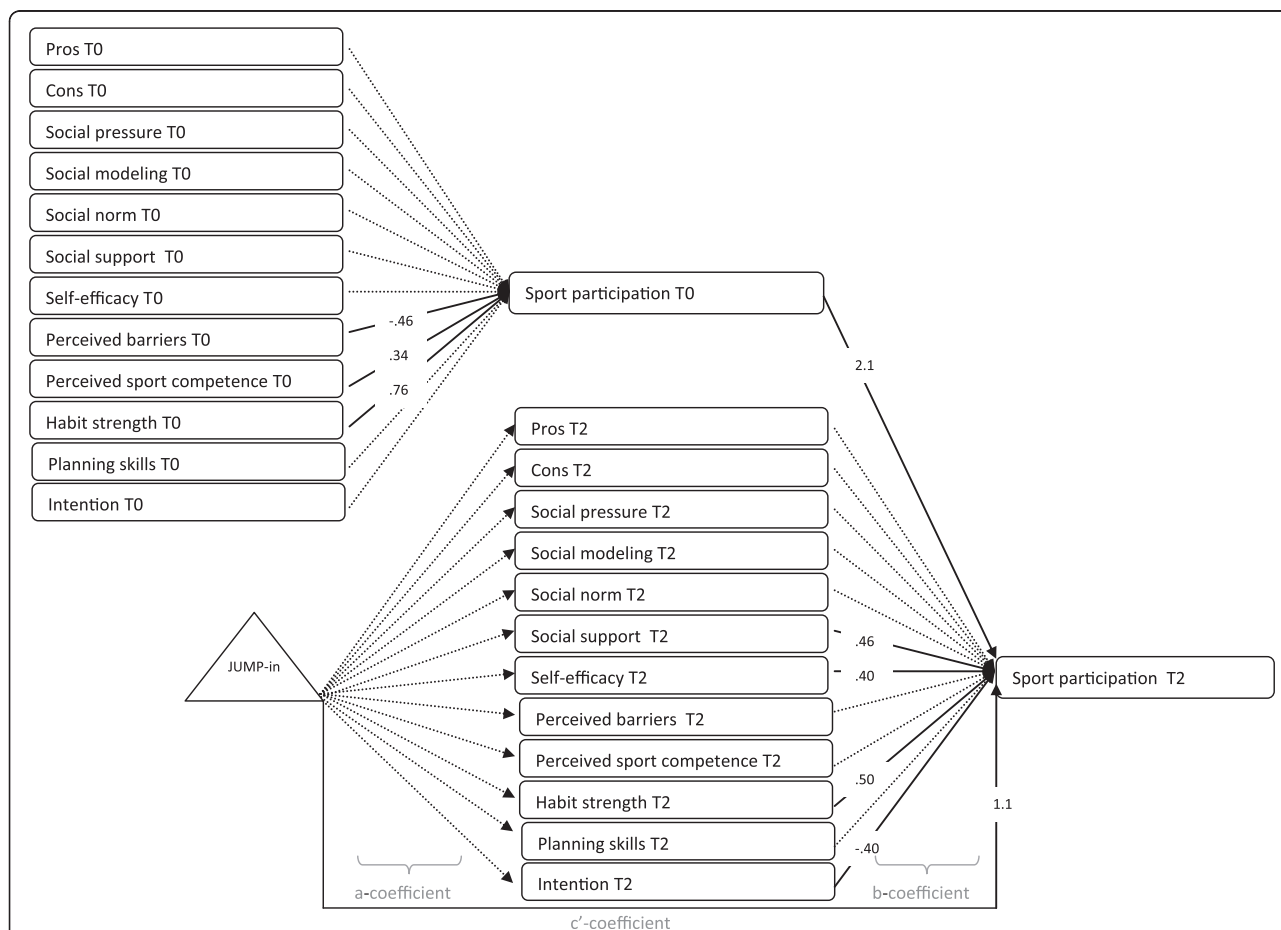 Pros T0
Cons T0
Social pressure T0
Social modeling T0
Social norm T0
Social support T0
Self-efficacy T0
Perceived barriers T0
Perceived sport competence T0
Habit strength T0
Planning skills T0
Intention T0
-.46
.34
.76
Sport participation T0
2.1
Pros T2
Cons T2
Social pressure T2
Social modeling T2
Social norm T2
Social support T2
Self-efficacy T2
Perceived barriers T2
Perceived sport competence T2
Habit strength T2
Planning skills T2
Intention T2
JUMP-in
.46
.40
.50
-.40
Sport participation T2
1.1
a-coefficient
b-coefficient
c′-coefficient